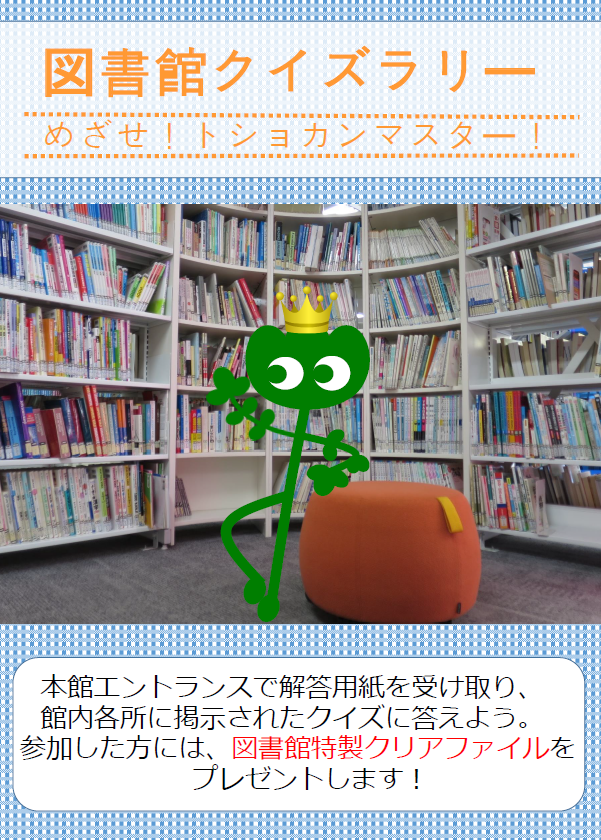 図書館クイズラリー
めざせ！トショカンマスター！
本館エントランスで解答用紙を受け取り、
館内各所に掲示されたクイズに答えよう。
参加した方には、図書館特製クリアファイルを
プレゼントします！